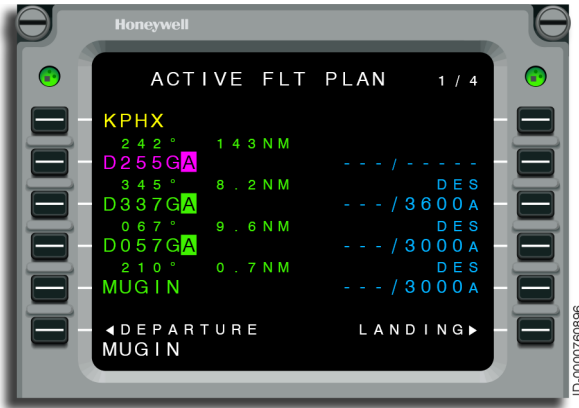 Honeywell
ACTIVE FLT PLAN 1 / 4
KPHX
242° 143NM
D255GA ---/-----
345° 8.2NM DES
D337GA ---/3600A
067° 9.6NM DES
D057GA ---/3000A
210° 0.7NM DES
MUGIN ---/3000A
◄DEPARTURE LANDING►
MUGIN
ID-0000760896